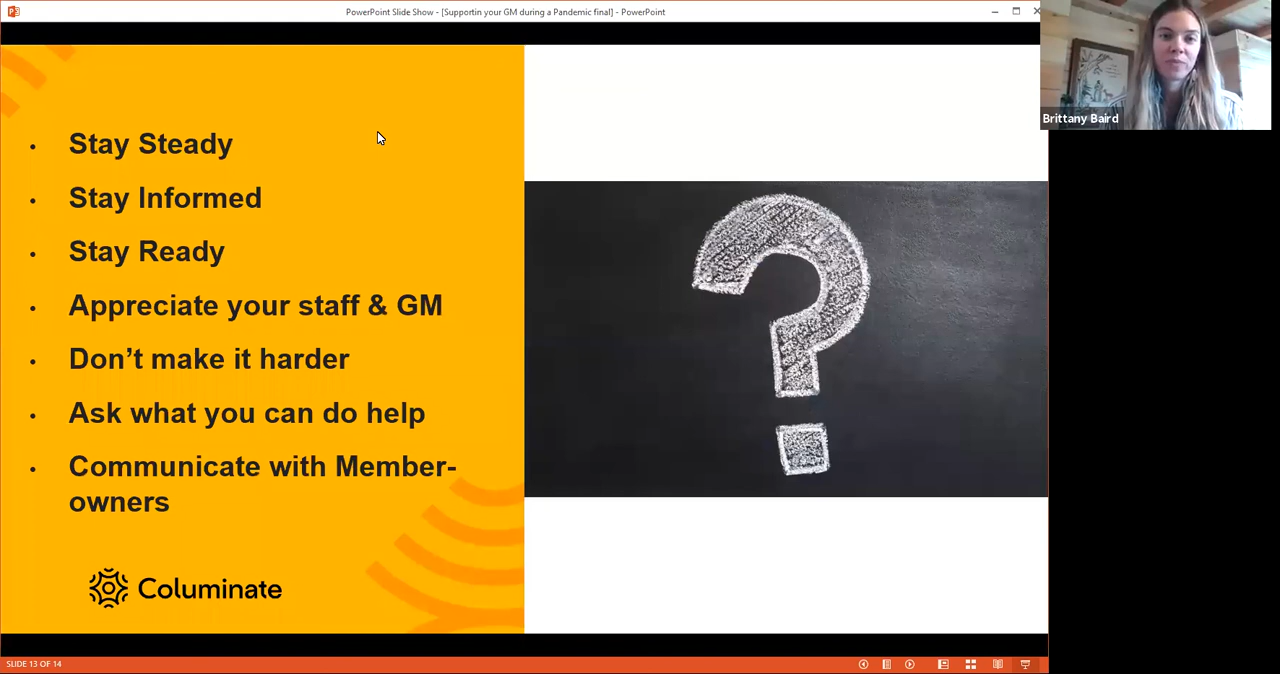 PowerPoint Slide Show - [Supportin your GM during a Pandemic final] - PowerPoint
Brittany Baird
• Stay Steady
• Stay Informed
• Stay Ready
• Appreciate your staff & GM
• Don’t make it harder
• Ask what you can do help
• Communicate with Member-
owners
?
Columinate
SLIDE 13 OF 14